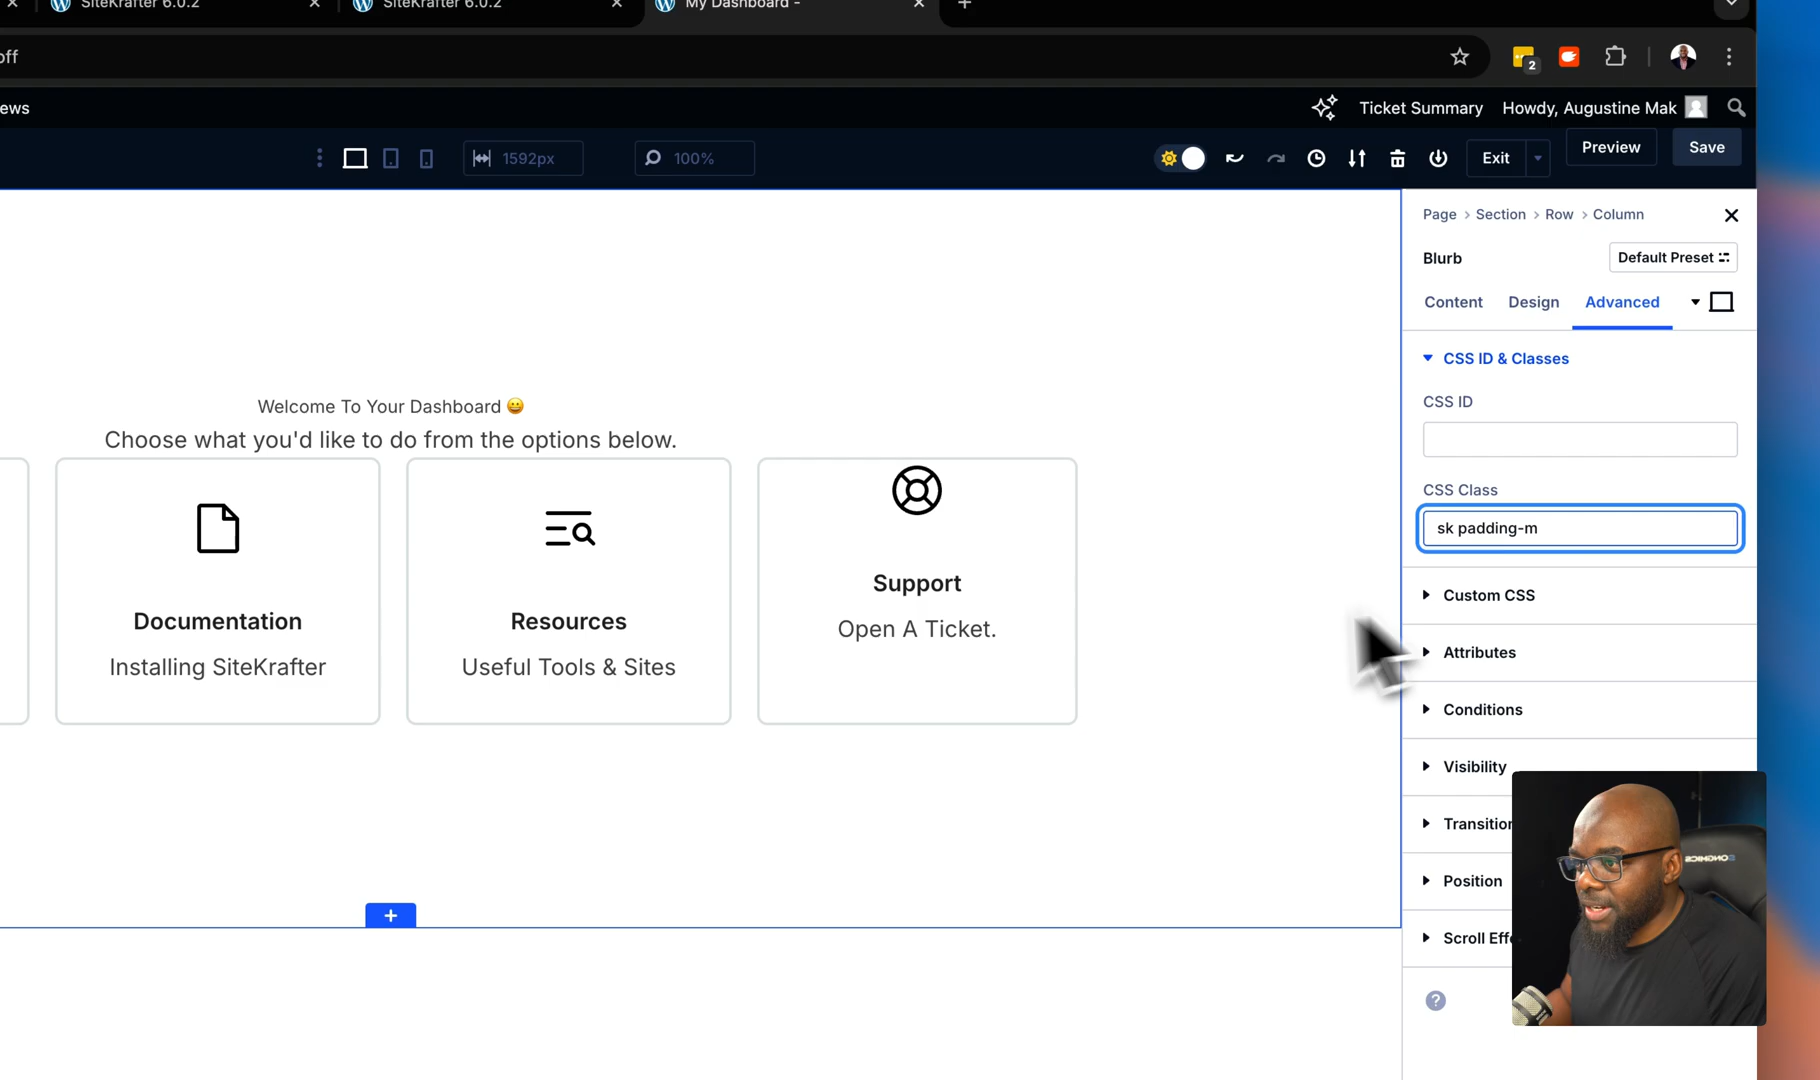 SiteKrafter 6.0.2
SiteKrafter 6.0.2
My Dashboard -
off
2
ews
Ticket Summary
Howdy, Augustine Mak
1592px
100%
Exit
Preview
Save
Page > Section > Row > Column
Blurb
Default Preset
Content
Design
Advanced
CSS ID & Classes
CSS ID
CSS Class
sk padding-m
Custom CSS
Attributes
Conditions
Visibility
Transition
Position
Scroll Eff
?
Welcome To Your Dashboard 😀
Choose what you'd like to do from the options below.
Documentation
Installing SiteKrafter
Resources
Useful Tools & Sites
Support
Open A Ticket.
+